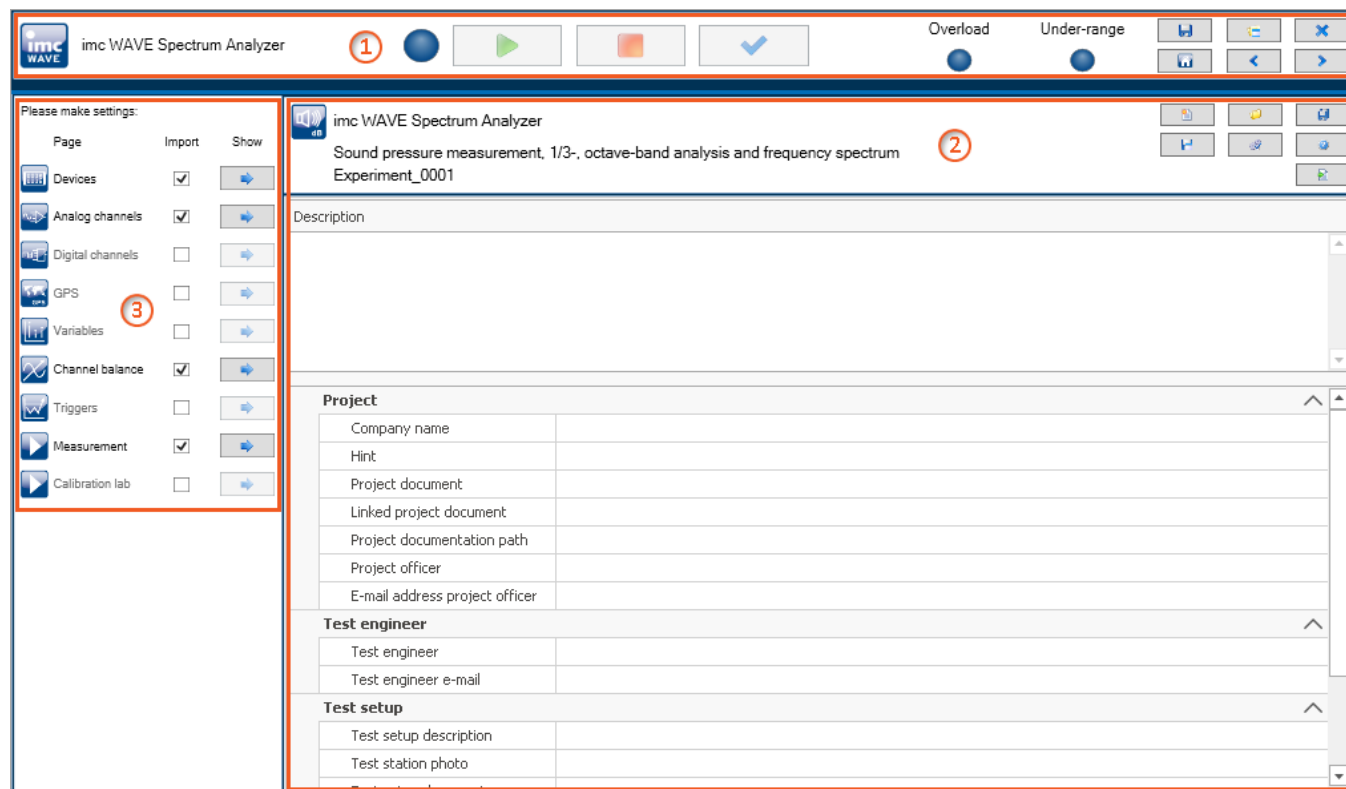 imc WAVE
imc WAVE Spectrum Analyzer
1
Overload
Under-range
Please make settings:
Page Import Show
Devices
Analog channels
Digital channels
GPS
Variables
Channel balance
Triggers
Measurement
Calibration lab
3
dB
imc WAVE Spectrum Analyzer
Sound pressure measurement, 1/3-, octave-band analysis and frequency spectrum
Experiment_0001
2
Description
Project
Company name
Hint
Project document
Linked project document
Project documentation path
Project officer
E-mail address project officer
Test engineer
Test engineer
Test engineer e-mail
Test setup
Test setup description
Test station photo